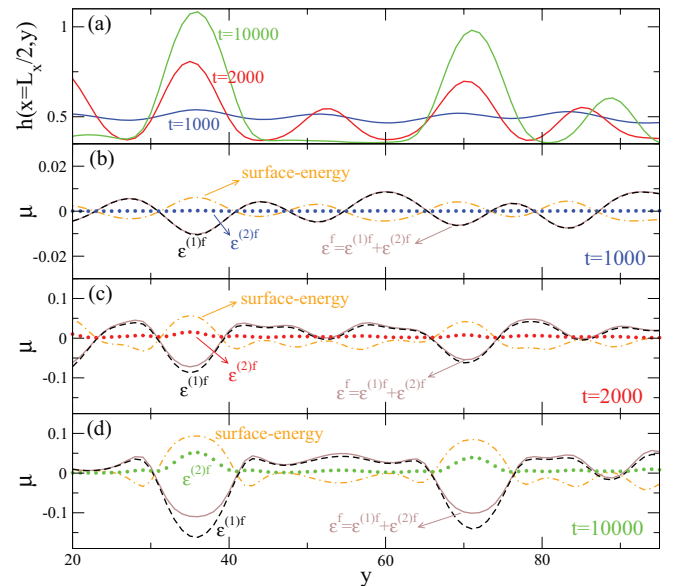 (a)
h(x=L_x/2,y)
1
0.5
t=10000
t=2000
t=1000
(b)
μ
0.02
0
-0.02
surface-energy
ε^(1)f
ε^(2)f
ε^f=ε^(1)f+ε^(2)f
t=1000
(c)
μ
0.1
0
-0.1
surface-energy
ε^(1)f
ε^(2)f
ε^f=ε^(1)f+ε^(2)f
t=2000
(d)
μ
0.1
0
-0.1
surface-energy
ε^(2)f
ε^(1)f
ε^f=ε^(1)f+ε^(2)f
t=10000
20 40 60 80
y